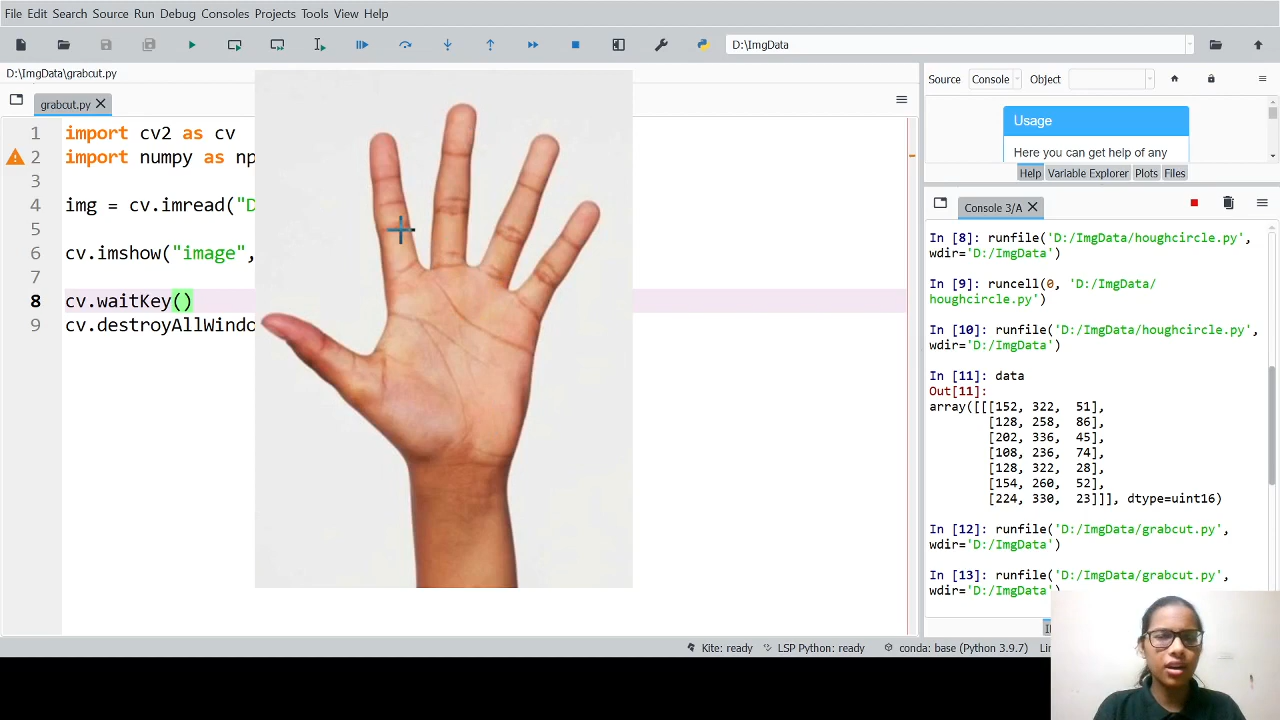 File Edit Search Source Run Debug Consoles Projects Tools View Help
D:\ImgData
D:\ImgData\grabcut.py
grabcut.py
1 import cv2 as cv
2 import numpy as np
3
4 img = cv.imread("D
5
6 cv.imshow("image",
7
8 cv.waitKey()
9 cv.destroyAllWindo
Source Console Object
Usage
Here you can get help of any
Help Variable Explorer Plots Files
Console 3/A
In [8]: runfile('D:/ImgData/houghcircle.py',
wdir='D:/ImgData')
In [9]: runcell(0, 'D:/ImgData/
houghcircle.py')
In [10]: runfile('D:/ImgData/houghcircle.py',
wdir='D:/ImgData')
In [11]: data
Out[11]:
array([[[152, 322,  51],
[128, 258,  86],
[202, 336,  45],
[108, 236,  74],
[128, 322,  28],
[154, 260,  52],
[224, 330,  23]]], dtype=uint16)
In [12]: runfile('D:/ImgData/grabcut.py',
wdir='D:/ImgData')
In [13]: runfile('D:/ImgData/grabcut.py',
wdir='D:/ImgData')
Kite: ready LSP Python: ready conda: base (Python 3.9.7)